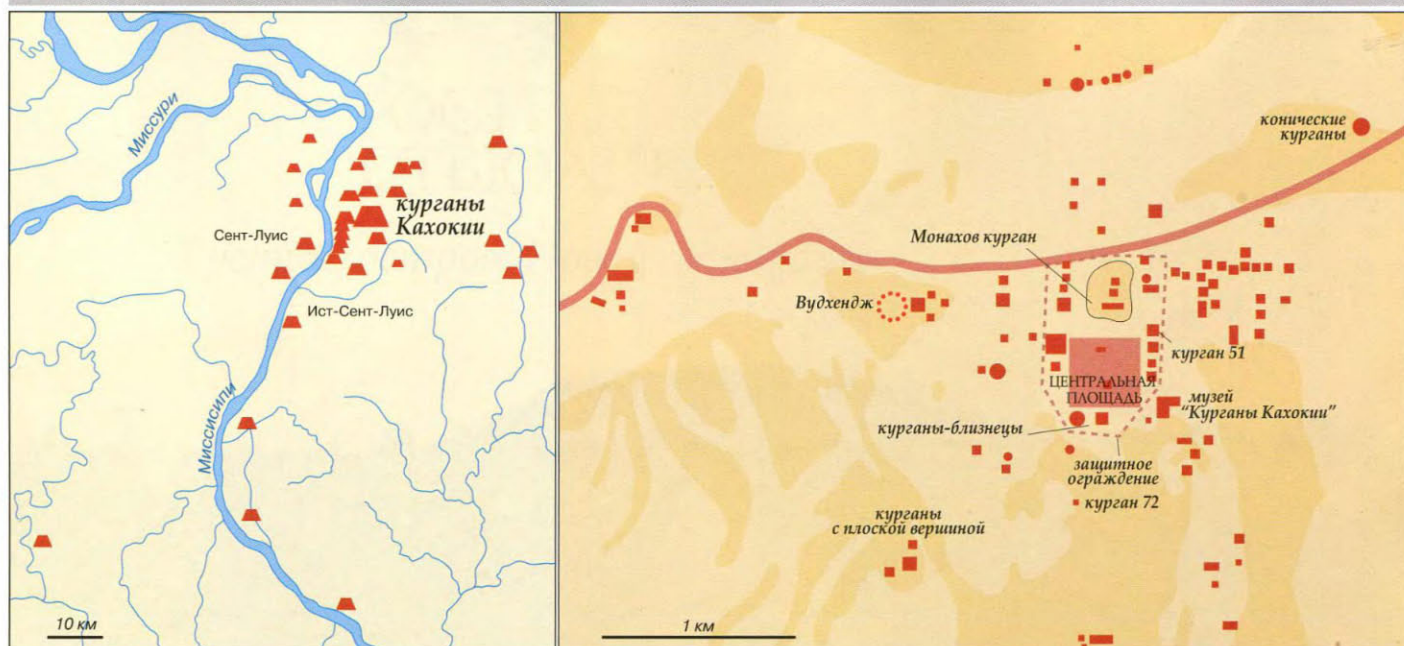 Миссури
курганы
Кахокии
Сент-Луис
Ист-Сент-Луис
Миссисипи
10 км
конические
курганы
Монахов курган
Вудхендж
курган 51
ЦЕНТРАЛЬНАЯ
ПЛОЩАДЬ
музей
"Курганы Кахокии"
курганы-близнецы
защитное
ограждение
курган 72
курганы
с плоской вершиной
1 км